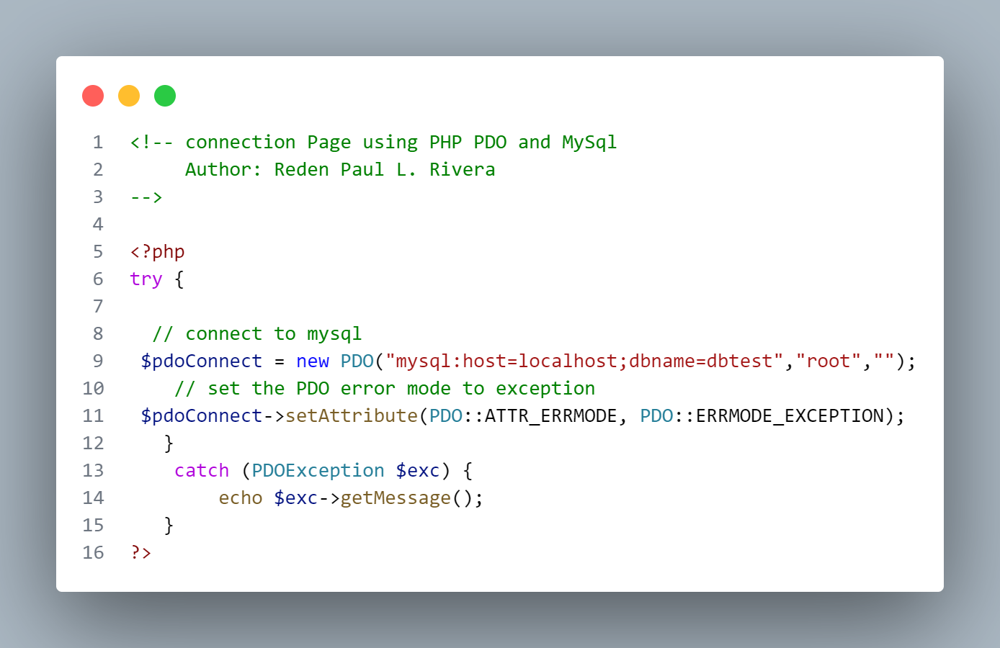 1 <!-- connection Page using PHP PDO and MySql
2      Author: Reden Paul L. Rivera
3 -->
4
5 <?php
6 try {
7
8   // connect to mysql
9  $pdoConnect = new PDO("mysql:host=localhost;dbname=dbtest","root","");
10     // set the PDO error mode to exception
11  $pdoConnect->setAttribute(PDO::ATTR_ERRMODE, PDO::ERRMODE_EXCEPTION);
12    }
13     catch (PDOException $exc) {
14         echo $exc->getMessage();
15    }
16 ?>